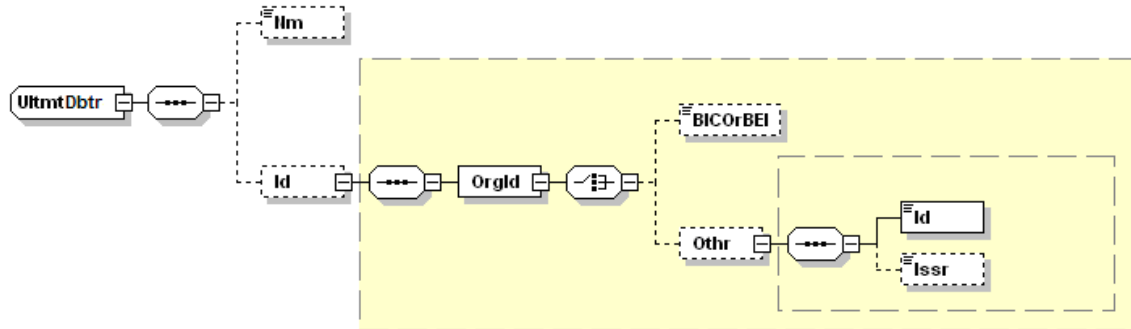 Nm
UltmtDbtr
BICOrBEI
Id
OrgId
Id
Othr
Issr